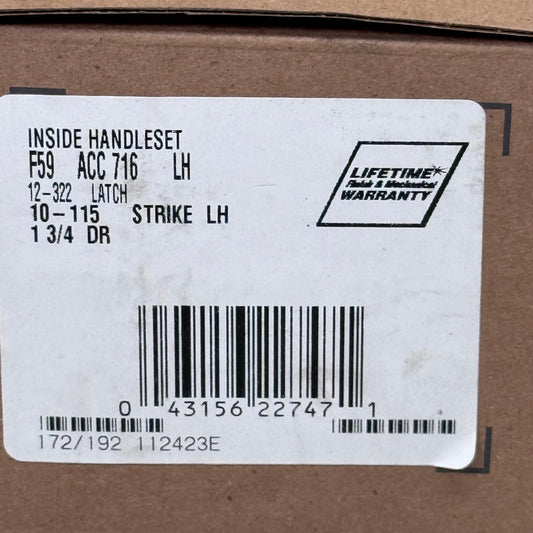 INSIDE HANDLESET
F59 ACC 716 LH
12-322 LATCH
10-115 STRIKE LH
1 3/4 DR
LIFETIME
Finish & Mechanical
WARRANTY
0 43156 22747 1
172/192 112423E